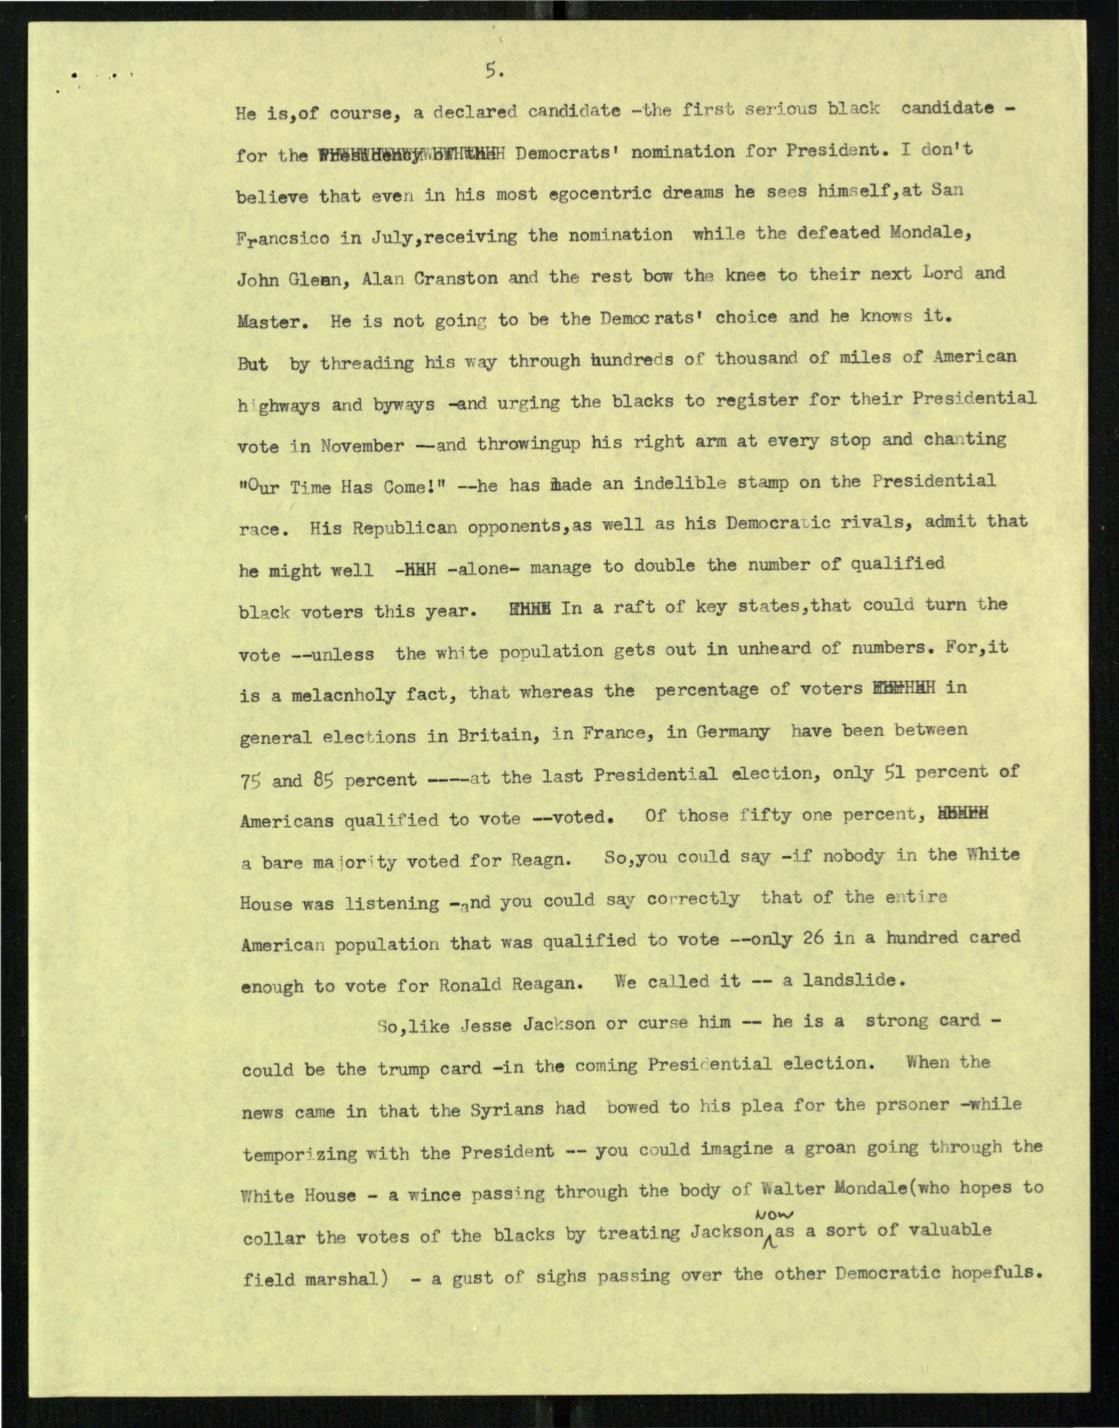 5.
He is,of course, a declared candidate -the first serious black candidate -
for the Democrats' nomination for President. I don't
believe that even in his most egocentric dreams he sees himself,at San
Francsico in July,receiving the nomination while the defeated Mondale,
John Glenn, Alan Cranston and the rest bow the knee to their next Lord and
Master. He is not going to be the Democrats' choice and he knows it.
But by threading his way through hundreds of thousand of miles of American
highways and byways -and urging the blacks to register for their Presidential
vote in November --and throwingup his right arm at every stop and chanting
"Our Time Has Come!" --he has made an indelible stamp on the Presidential
race. His Republican opponents,as well as his Democratic rivals, admit that
he might well - -alone- manage to double the number of qualified
black voters this year. In a raft of key states,that could turn the
vote --unless the white population gets out in unheard of numbers. For,it
is a melacnholy fact, that whereas the percentage of voters in
general elections in Britain, in France, in Germany have been between
75 and 85 percent ----at the last Presidential election, only 51 percent of
Americans qualified to vote --voted. Of those fifty one percent,
a bare majority voted for Reagn. So,you could say -if nobody in the White
House was listening -and you could say correctly that of the entire
American population that was qualified to vote --only 26 in a hundred cared
enough to vote for Ronald Reagan. We called it -- a landslide.
So,like Jesse Jackson or curse him -- he is a strong card -
could be the trump card -in the coming Presidential election. When the
news came in that the Syrians had bowed to his plea for the prsoner -while
temporizing with the President -- you could imagine a groan going through the
White House - a wince passing through the body of Walter Mondale(who hopes to
collar the votes of the blacks by treating Jackson, NOW as a sort of valuable
field marshal) - a gust of sighs passing over the other Democratic hopefuls.